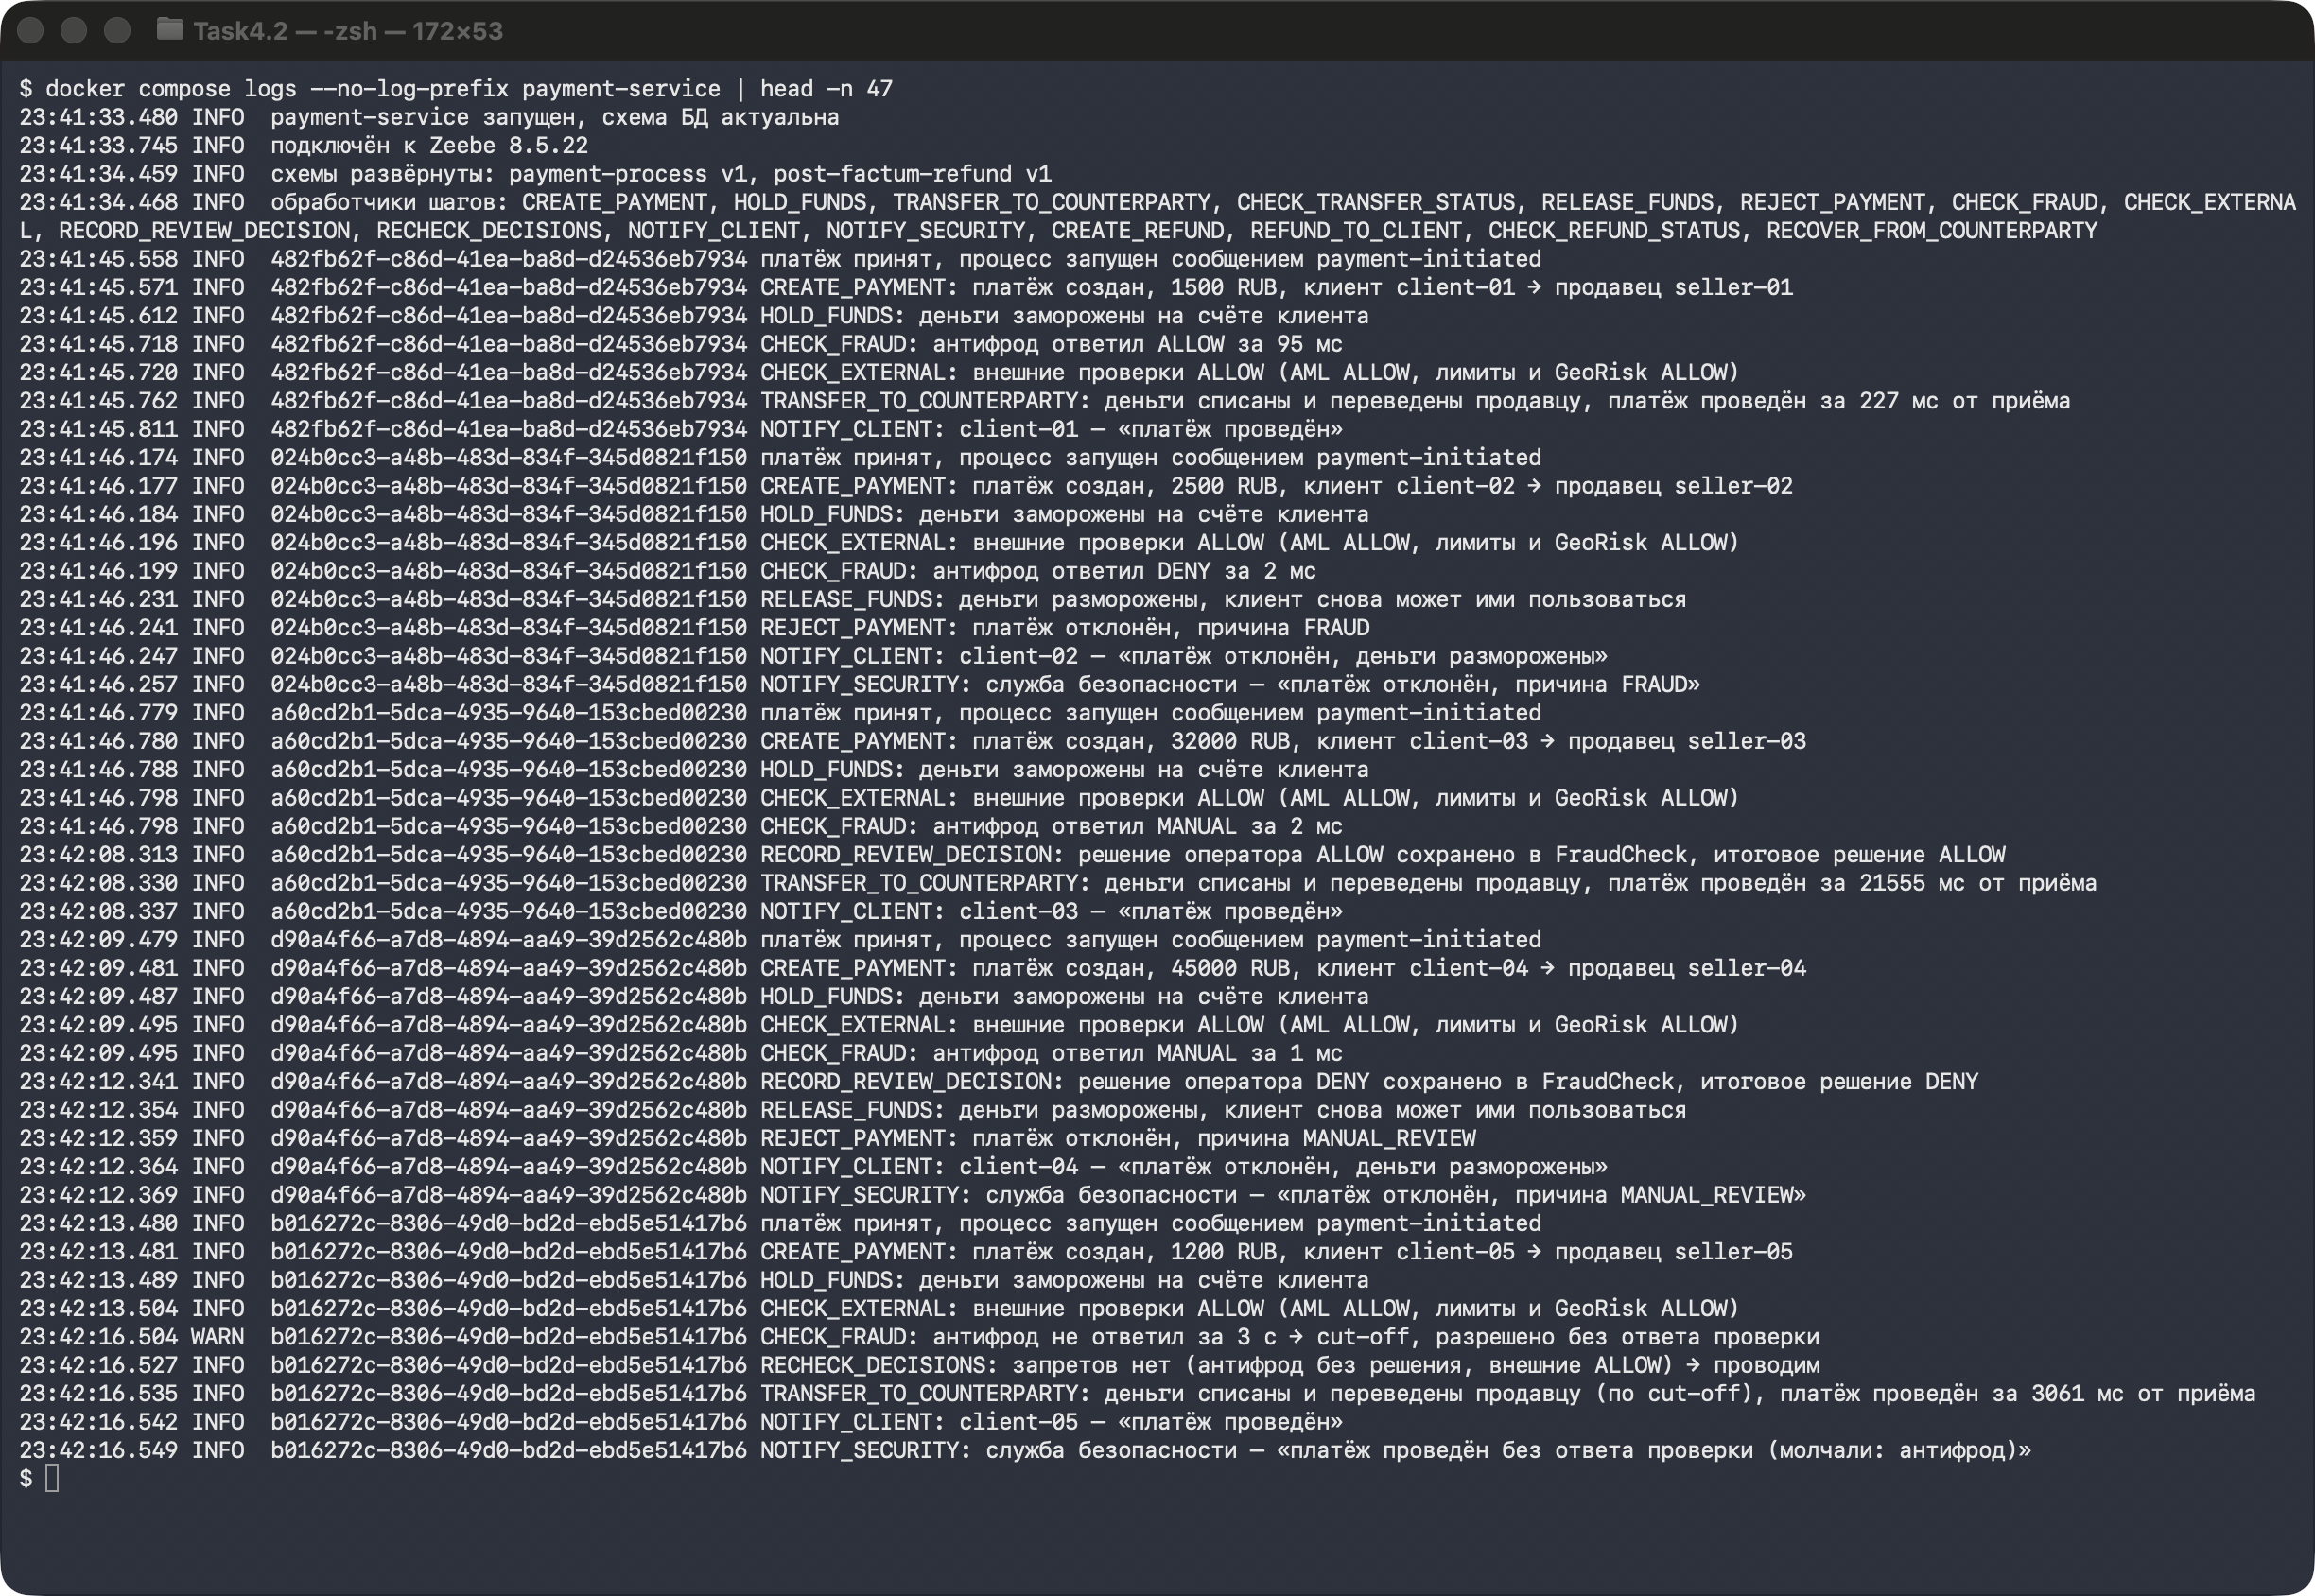 Task4.2 — -zsh — 172×53
$ docker compose logs --no-log-prefix payment-service | head -n 47
23:41:33.480 INFO  payment-service запущен, схема БД актуальна
23:41:33.745 INFO  подключён к Zeebe 8.5.22
23:41:34.459 INFO  схемы развёрнуты: payment-process v1, post-factum-refund v1
23:41:34.468 INFO  обработчики шагов: CREATE_PAYMENT, HOLD_FUNDS, TRANSFER_TO_COUNTERPARTY, CHECK_TRANSFER_STATUS, RELEASE_FUNDS, REJECT_PAYMENT, CHECK_FRAUD, CHECK_EXTERNA
L, RECORD_REVIEW_DECISION, RECHECK_DECISIONS, NOTIFY_CLIENT, NOTIFY_SECURITY, CREATE_REFUND, REFUND_TO_CLIENT, CHECK_REFUND_STATUS, RECOVER_FROM_COUNTERPARTY
23:41:45.558 INFO  482fb62f-c86d-41ea-ba8d-d24536eb7934 платёж принят, процесс запущен сообщением payment-initiated
23:41:45.571 INFO  482fb62f-c86d-41ea-ba8d-d24536eb7934 CREATE_PAYMENT: платёж создан, 1500 RUB, клиент client-01 → продавец seller-01
23:41:45.612 INFO  482fb62f-c86d-41ea-ba8d-d24536eb7934 HOLD_FUNDS: деньги заморожены на счёте клиента
23:41:45.718 INFO  482fb62f-c86d-41ea-ba8d-d24536eb7934 CHECK_FRAUD: антифрод ответил ALLOW за 95 мс
23:41:45.720 INFO  482fb62f-c86d-41ea-ba8d-d24536eb7934 CHECK_EXTERNAL: внешние проверки ALLOW (AML ALLOW, лимиты и GeoRisk ALLOW)
23:41:45.762 INFO  482fb62f-c86d-41ea-ba8d-d24536eb7934 TRANSFER_TO_COUNTERPARTY: деньги списаны и переведены продавцу, платёж проведён за 227 мс от приёма
23:41:45.811 INFO  482fb62f-c86d-41ea-ba8d-d24536eb7934 NOTIFY_CLIENT: client-01 — «платёж проведён»
23:41:46.174 INFO  024b0cc3-a48b-483d-834f-345d0821f150 платёж принят, процесс запущен сообщением payment-initiated
23:41:46.177 INFO  024b0cc3-a48b-483d-834f-345d0821f150 CREATE_PAYMENT: платёж создан, 2500 RUB, клиент client-02 → продавец seller-02
23:41:46.184 INFO  024b0cc3-a48b-483d-834f-345d0821f150 HOLD_FUNDS: деньги заморожены на счёте клиента
23:41:46.196 INFO  024b0cc3-a48b-483d-834f-345d0821f150 CHECK_EXTERNAL: внешние проверки ALLOW (AML ALLOW, лимиты и GeoRisk ALLOW)
23:41:46.199 INFO  024b0cc3-a48b-483d-834f-345d0821f150 CHECK_FRAUD: антифрод ответил DENY за 2 мс
23:41:46.231 INFO  024b0cc3-a48b-483d-834f-345d0821f150 RELEASE_FUNDS: деньги разморожены, клиент снова может ими пользоваться
23:41:46.241 INFO  024b0cc3-a48b-483d-834f-345d0821f150 REJECT_PAYMENT: платёж отклонён, причина FRAUD
23:41:46.247 INFO  024b0cc3-a48b-483d-834f-345d0821f150 NOTIFY_CLIENT: client-02 — «платёж отклонён, деньги разморожены»
23:41:46.257 INFO  024b0cc3-a48b-483d-834f-345d0821f150 NOTIFY_SECURITY: служба безопасности — «платёж отклонён, причина FRAUD»
23:41:46.779 INFO  a60cd2b1-5dca-4935-9640-153cbed00230 платёж принят, процесс запущен сообщением payment-initiated
23:41:46.780 INFO  a60cd2b1-5dca-4935-9640-153cbed00230 CREATE_PAYMENT: платёж создан, 32000 RUB, клиент client-03 → продавец seller-03
23:41:46.788 INFO  a60cd2b1-5dca-4935-9640-153cbed00230 HOLD_FUNDS: деньги заморожены на счёте клиента
23:41:46.798 INFO  a60cd2b1-5dca-4935-9640-153cbed00230 CHECK_EXTERNAL: внешние проверки ALLOW (AML ALLOW, лимиты и GeoRisk ALLOW)
23:41:46.798 INFO  a60cd2b1-5dca-4935-9640-153cbed00230 CHECK_FRAUD: антифрод ответил MANUAL за 2 мс
23:42:08.313 INFO  a60cd2b1-5dca-4935-9640-153cbed00230 RECORD_REVIEW_DECISION: решение оператора ALLOW сохранено в FraudCheck, итоговое решение ALLOW
23:42:08.330 INFO  a60cd2b1-5dca-4935-9640-153cbed00230 TRANSFER_TO_COUNTERPARTY: деньги списаны и переведены продавцу, платёж проведён за 21555 мс от приёма
23:42:08.337 INFO  a60cd2b1-5dca-4935-9640-153cbed00230 NOTIFY_CLIENT: client-03 — «платёж проведён»
23:42:09.479 INFO  d90a4f66-a7d8-4894-aa49-39d2562c480b платёж принят, процесс запущен сообщением payment-initiated
23:42:09.481 INFO  d90a4f66-a7d8-4894-aa49-39d2562c480b CREATE_PAYMENT: платёж создан, 45000 RUB, клиент client-04 → продавец seller-04
23:42:09.487 INFO  d90a4f66-a7d8-4894-aa49-39d2562c480b HOLD_FUNDS: деньги заморожены на счёте клиента
23:42:09.495 INFO  d90a4f66-a7d8-4894-aa49-39d2562c480b CHECK_EXTERNAL: внешние проверки ALLOW (AML ALLOW, лимиты и GeoRisk ALLOW)
23:42:09.495 INFO  d90a4f66-a7d8-4894-aa49-39d2562c480b CHECK_FRAUD: антифрод ответил MANUAL за 1 мс
23:42:12.341 INFO  d90a4f66-a7d8-4894-aa49-39d2562c480b RECORD_REVIEW_DECISION: решение оператора DENY сохранено в FraudCheck, итоговое решение DENY
23:42:12.354 INFO  d90a4f66-a7d8-4894-aa49-39d2562c480b RELEASE_FUNDS: деньги разморожены, клиент снова может ими пользоваться
23:42:12.359 INFO  d90a4f66-a7d8-4894-aa49-39d2562c480b REJECT_PAYMENT: платёж отклонён, причина MANUAL_REVIEW
23:42:12.364 INFO  d90a4f66-a7d8-4894-aa49-39d2562c480b NOTIFY_CLIENT: client-04 — «платёж отклонён, деньги разморожены»
23:42:12.369 INFO  d90a4f66-a7d8-4894-aa49-39d2562c480b NOTIFY_SECURITY: служба безопасности — «платёж отклонён, причина MANUAL_REVIEW»
23:42:13.480 INFO  b016272c-8306-49d0-bd2d-ebd5e51417b6 платёж принят, процесс запущен сообщением payment-initiated
23:42:13.481 INFO  b016272c-8306-49d0-bd2d-ebd5e51417b6 CREATE_PAYMENT: платёж создан, 1200 RUB, клиент client-05 → продавец seller-05
23:42:13.489 INFO  b016272c-8306-49d0-bd2d-ebd5e51417b6 HOLD_FUNDS: деньги заморожены на счёте клиента
23:42:13.504 INFO  b016272c-8306-49d0-bd2d-ebd5e51417b6 CHECK_EXTERNAL: внешние проверки ALLOW (AML ALLOW, лимиты и GeoRisk ALLOW)
23:42:16.504 WARN  b016272c-8306-49d0-bd2d-ebd5e51417b6 CHECK_FRAUD: антифрод не ответил за 3 с → cut-off, разрешено без ответа проверки
23:42:16.527 INFO  b016272c-8306-49d0-bd2d-ebd5e51417b6 RECHECK_DECISIONS: запретов нет (антифрод без решения, внешние ALLOW) → проводим
23:42:16.535 INFO  b016272c-8306-49d0-bd2d-ebd5e51417b6 TRANSFER_TO_COUNTERPARTY: деньги списаны и переведены продавцу (по cut-off), платёж проведён за 3061 мс от приёма
23:42:16.542 INFO  b016272c-8306-49d0-bd2d-ebd5e51417b6 NOTIFY_CLIENT: client-05 — «платёж проведён»
23:42:16.549 INFO  b016272c-8306-49d0-bd2d-ebd5e51417b6 NOTIFY_SECURITY: служба безопасности — «платёж проведён без ответа проверки (молчали: антифрод)»
$